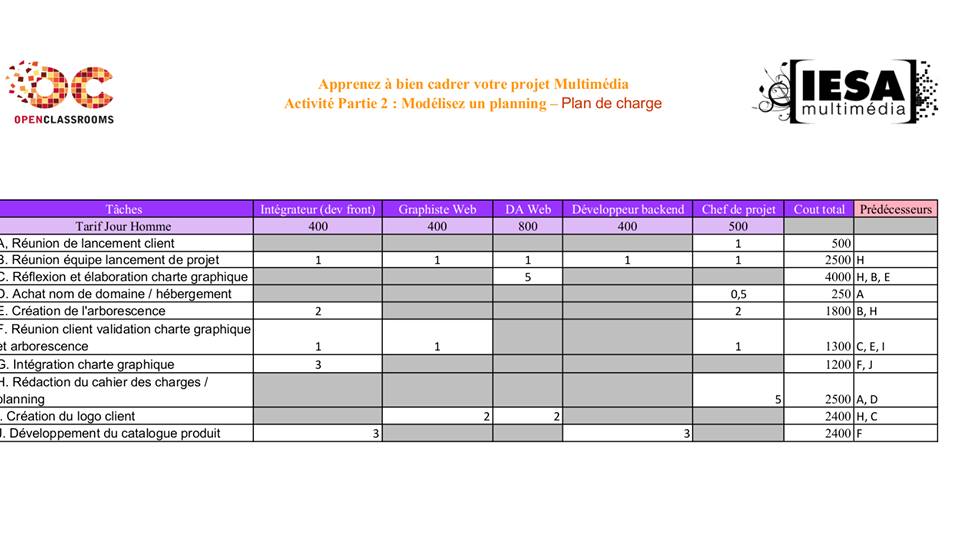 OPENCLASSROOMS
Apprenez à bien cadrer votre projet Multimédia
Activité Partie 2 : Modélisez un planning – Plan de charge
IESA
multimédia
Tâches Intégrateur (dev front) Graphiste Web DA Web Développeur backend Chef de projet Cout total Prédécesseurs
Tarif Jour Homme 400 400 800 400 500
A, Réunion de lancement client 1 500
B. Réunion équipe lancement de projet 1 1 1 1 1 2500 H
C. Réflexion et élaboration charte graphique 5 4000 H, B, E
D. Achat nom de domaine / hébergement 0,5 250 A
E. Création de l'arborescence 2 2 1800 B, H
F. Réunion client validation charte graphique
et arborescence 1 1 1 1300 C, E, I
G. Intégration charte graphique 3 1200 F, J
H. Rédaction du cahier des charges /
planning 5 2500 A, D
. Création du logo client 2 2 2400 H, C
J. Développement du catalogue produit 3 3 2400 F